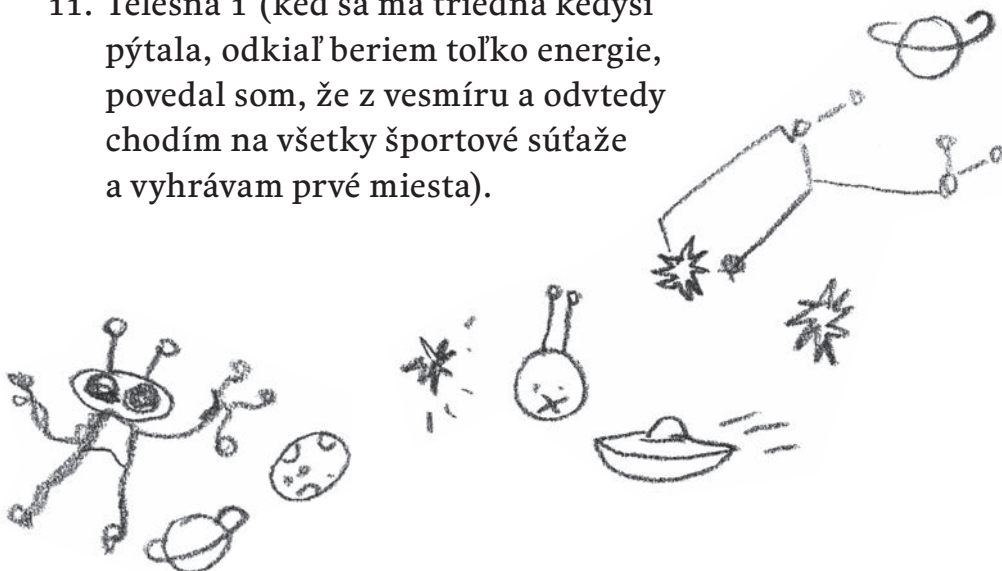 11. Telesná 1 (keď sa ma triedna kedysi
pýtala, odkiaľ beriem toľko energie,
povedal som, že z vesmíru a odvtedy
chodím na všetky športové súťaže
a vyhrávam prvé miesta).